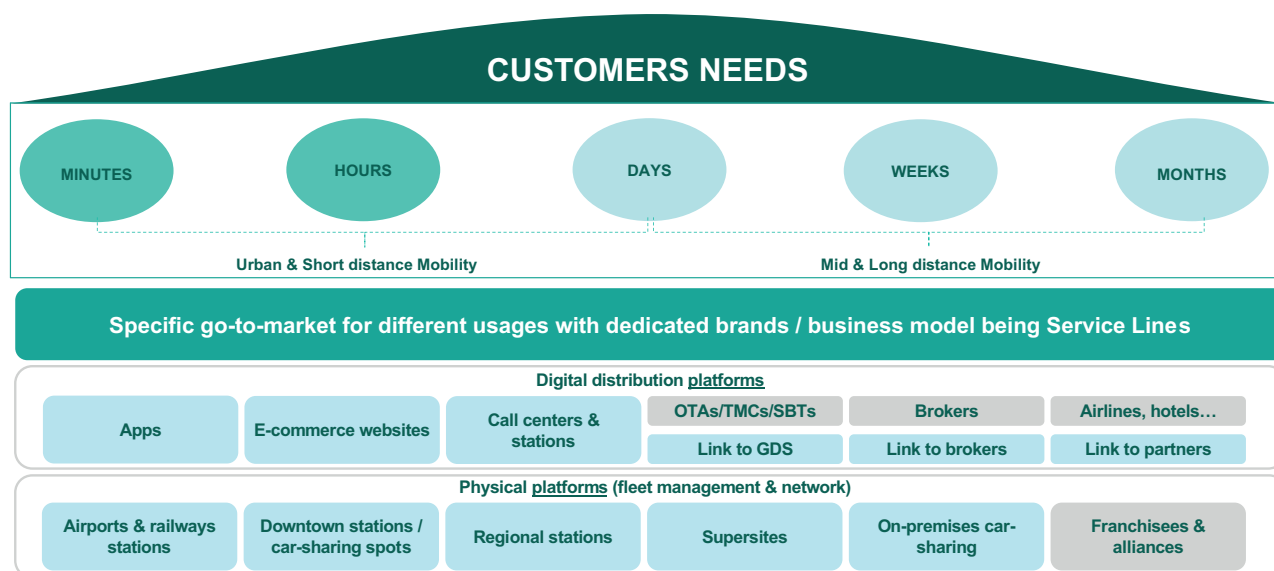 CUSTOMERS NEEDS
MINUTES
HOURS
DAYS
WEEKS
MONTHS
Urban & Short distance Mobility
Mid & Long distance Mobility
Specific go-to-market for different usages with dedicated brands / business model being Service Lines
Digital distribution platforms
Apps
E-commerce websites
Call centers &
stations
OTAs/TMCs/SBTs
Brokers
Airlines, hotels…
Link to GDS
Link to brokers
Link to partners
Physical platforms (fleet management & network)
Airports & railways
stations
Downtown stations /
car-sharing spots
Regional stations
Supersites
On-premises car-
sharing
Franchisees &
alliances